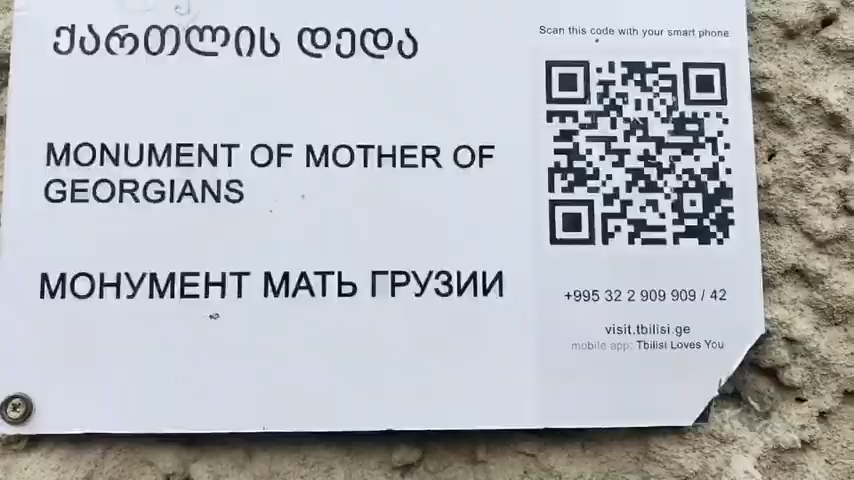 ქართლის დედა
MONUMENT OF MOTHER OF
GEORGIANS
МОНУМЕНТ МАТЬ ГРУЗИИ
Scan this code with your smart phone
+995 32 2 909 909 / 42
visit.tbilisi.ge
mobile app: Tbilisi Loves You